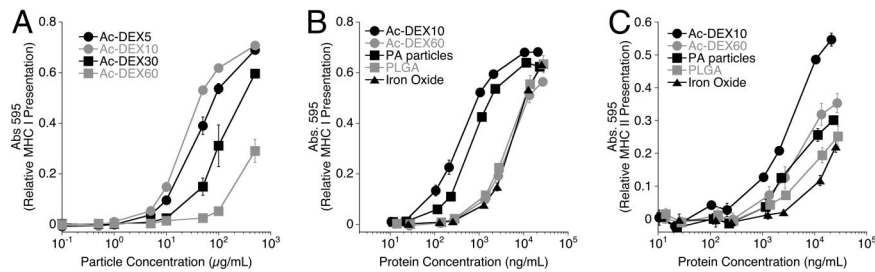 A
Ac-DEX5
Ac-DEX10
Ac-DEX30
Ac-DEX60
Abs 595
(Relative MHC I Presentation)
0.8
0.6
0.4
0.2
0
10-1
100
101
102
103
Particle Concentration (µg/mL)
B
Ac-DEX10
Ac-DEX60
PA particles
PLGA
Iron Oxide
Abs. 595
(Relative MHC I Presentation)
0.8
0.6
0.4
0.2
0
101
102
103
104
105
Protein Concentration (ng/mL)
C
Ac-DEX10
Ac-DEX60
PA particles
PLGA
Iron Oxide
Abs. 595
(Relative MHC II Presentation)
0.6
0.5
0.4
0.3
0.2
0.1
0
101
102
103
104
105
Protein Concentration (ng/mL)